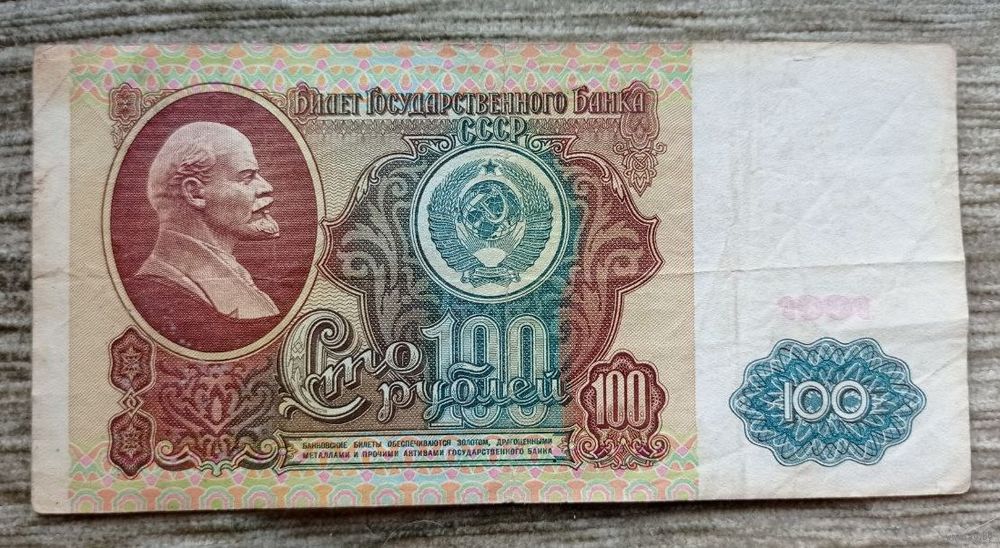 Билет Государственного Банка
СССР
Сто 100
рублей
100
100
БАНКОВСКИЕ БИЛЕТЫ ОБЕСПЕЧИВАЮТСЯ ЗОЛОТОМ, ДРАГОЦЕННЫМИ
МЕТАЛЛАМИ И ПРОЧИМИ АКТИВАМИ ГОСУДАРСТВЕННОГО БАНКА